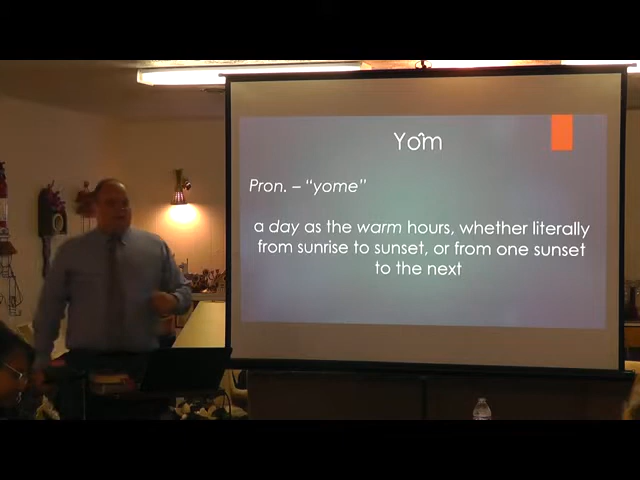 Yom̂
Pron. – “yome”
a day as the warm hours, whether literally
from sunrise to sunset, or from one sunset
to the next